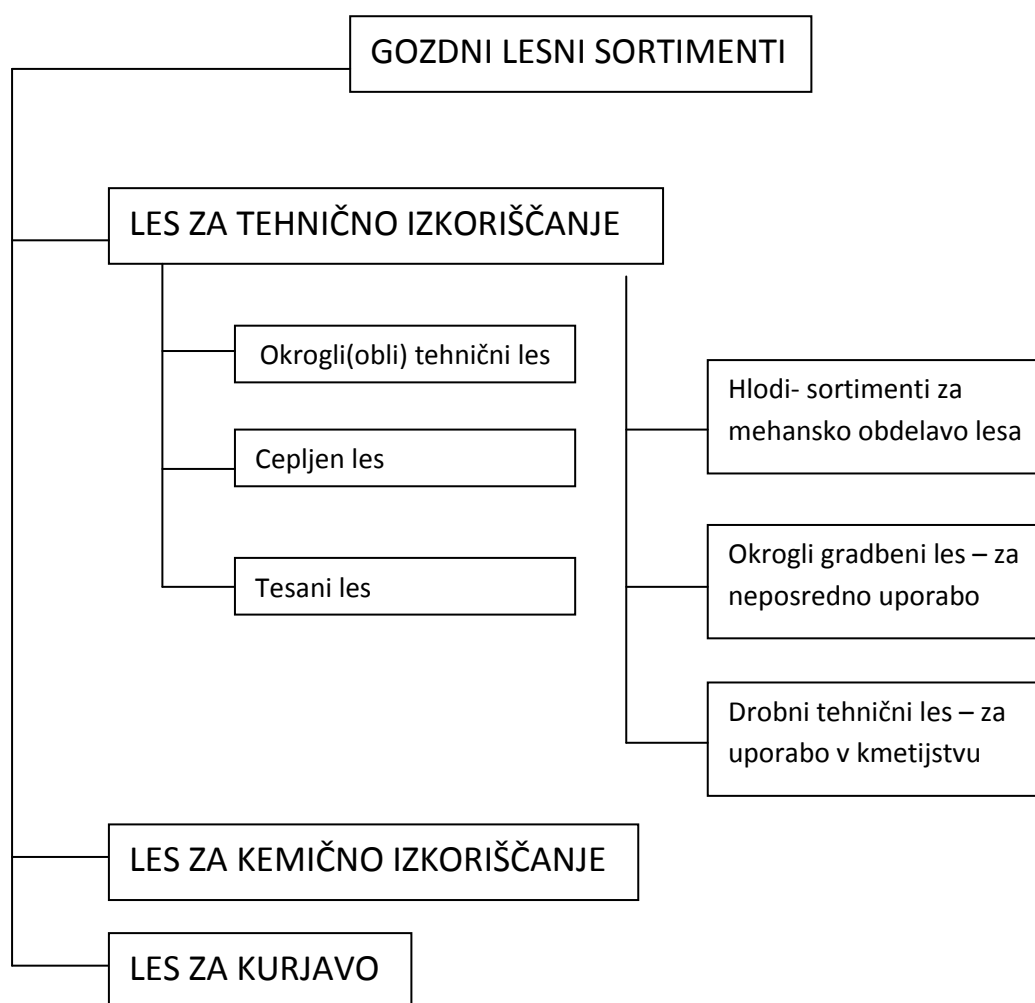 GOZDNI LESNI SORTIMENTI
LES ZA TEHNIČNO IZKORIŠČANJE
Okrogli(obli) tehnični les
Cepljen les
Tesani les
Hlodi- sortimenti za
mehansko obdelavo lesa
Okrogli gradbeni les – za
neposredno uporabo
Drobni tehnični les – za
uporabo v kmetijstvu
LES ZA KEMIČNO IZKORIŠČANJE
LES ZA KURJAVO